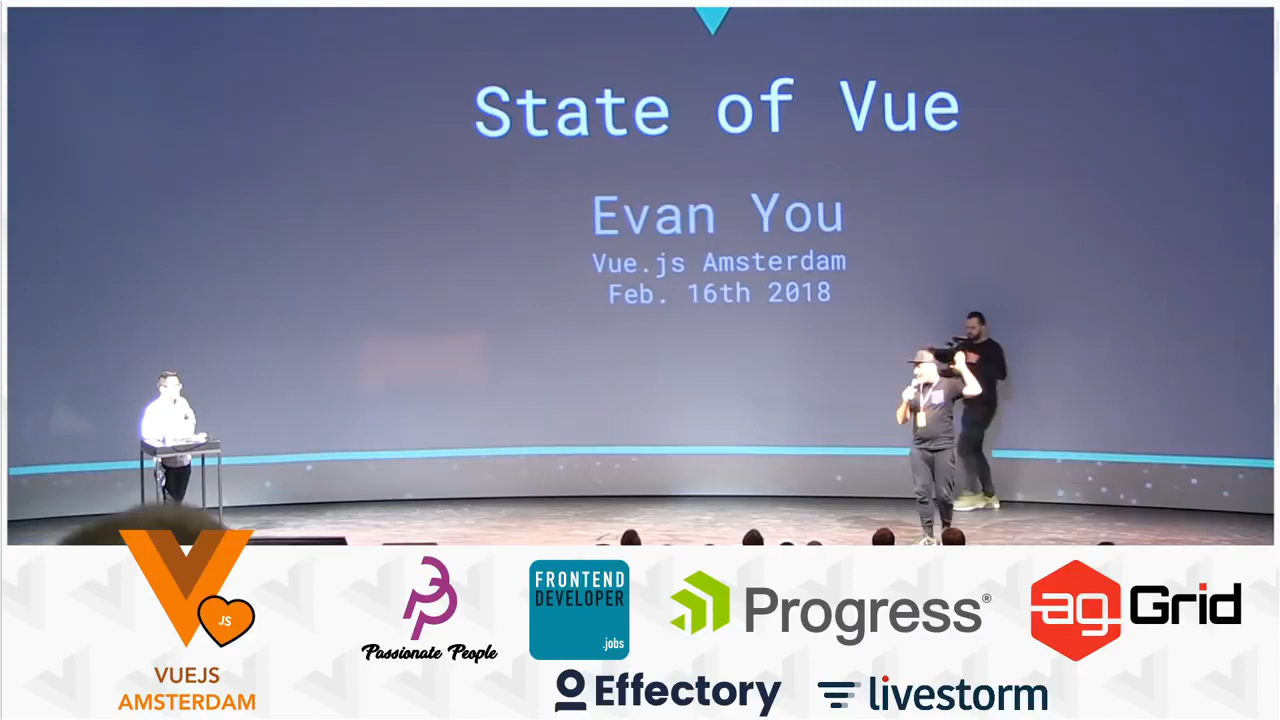 State of Vue
Evan You
Vue.js Amsterdam
Feb. 16th 2018
JS
VUEJS
AMSTERDAM
Passionate People
FRONTEND
DEVELOPER
.jobs
Progress®
ag Grid
Effectory
livestorm